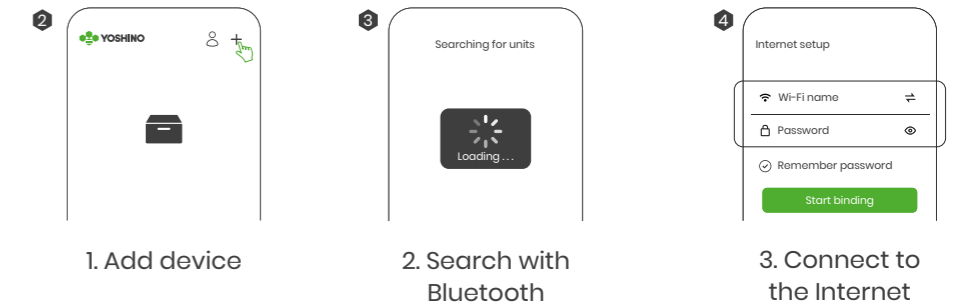 2
YOSHINO
1. Add device
3
Searching for units
Loading ...
2. Search with
Bluetooth
4
Internet setup
Wi-Fi name
Password
Remember password
Start binding
3. Connect to
the Internet